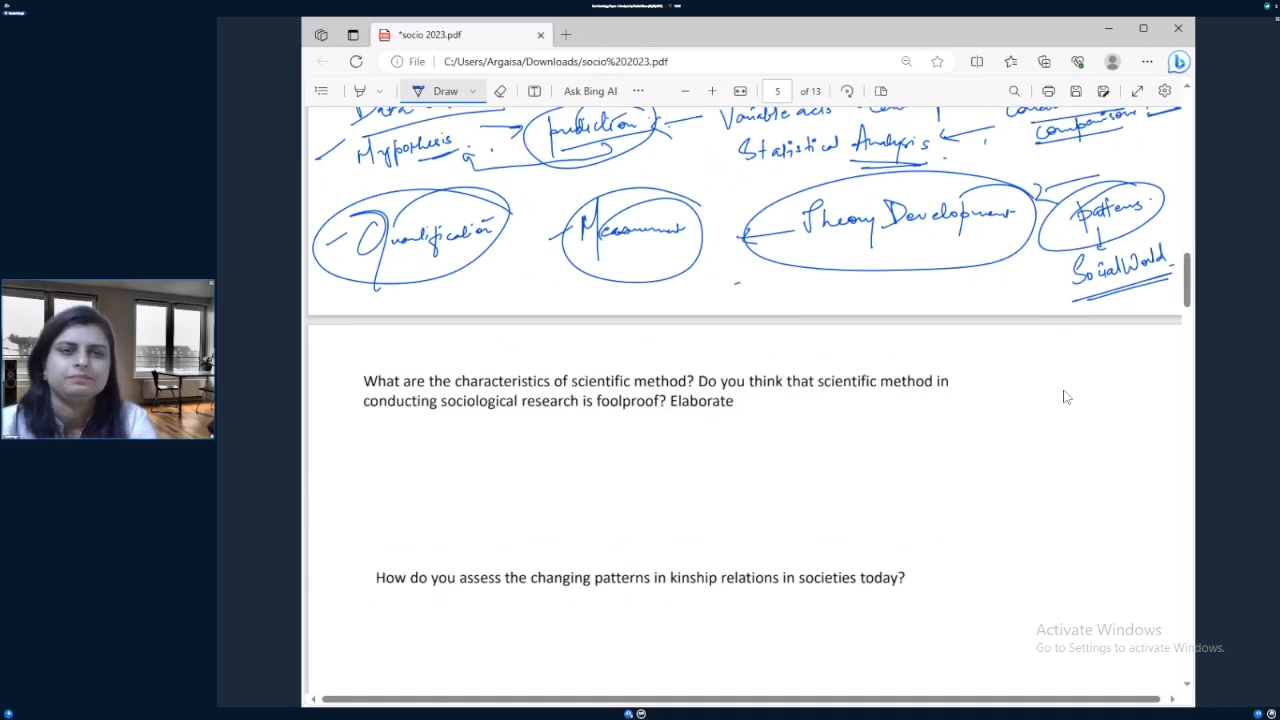 *socio 2023.pdf
File
C:/Users/Argaisa/Downloads/socio%202023.pdf
Draw
Ask Bing AI
5
of 13
Data
Variable
Hypothesis
prediction
comparison
Statistical Analysis
Quantification
Measurement
Theory Development
patterns
Social World
What are the characteristics of scientific method? Do you think that scientific method in
conducting sociological research is foolproof? Elaborate
How do you assess the changing patterns in kinship relations in societies today?
Activate Windows
Go to Settings to activate Windows.